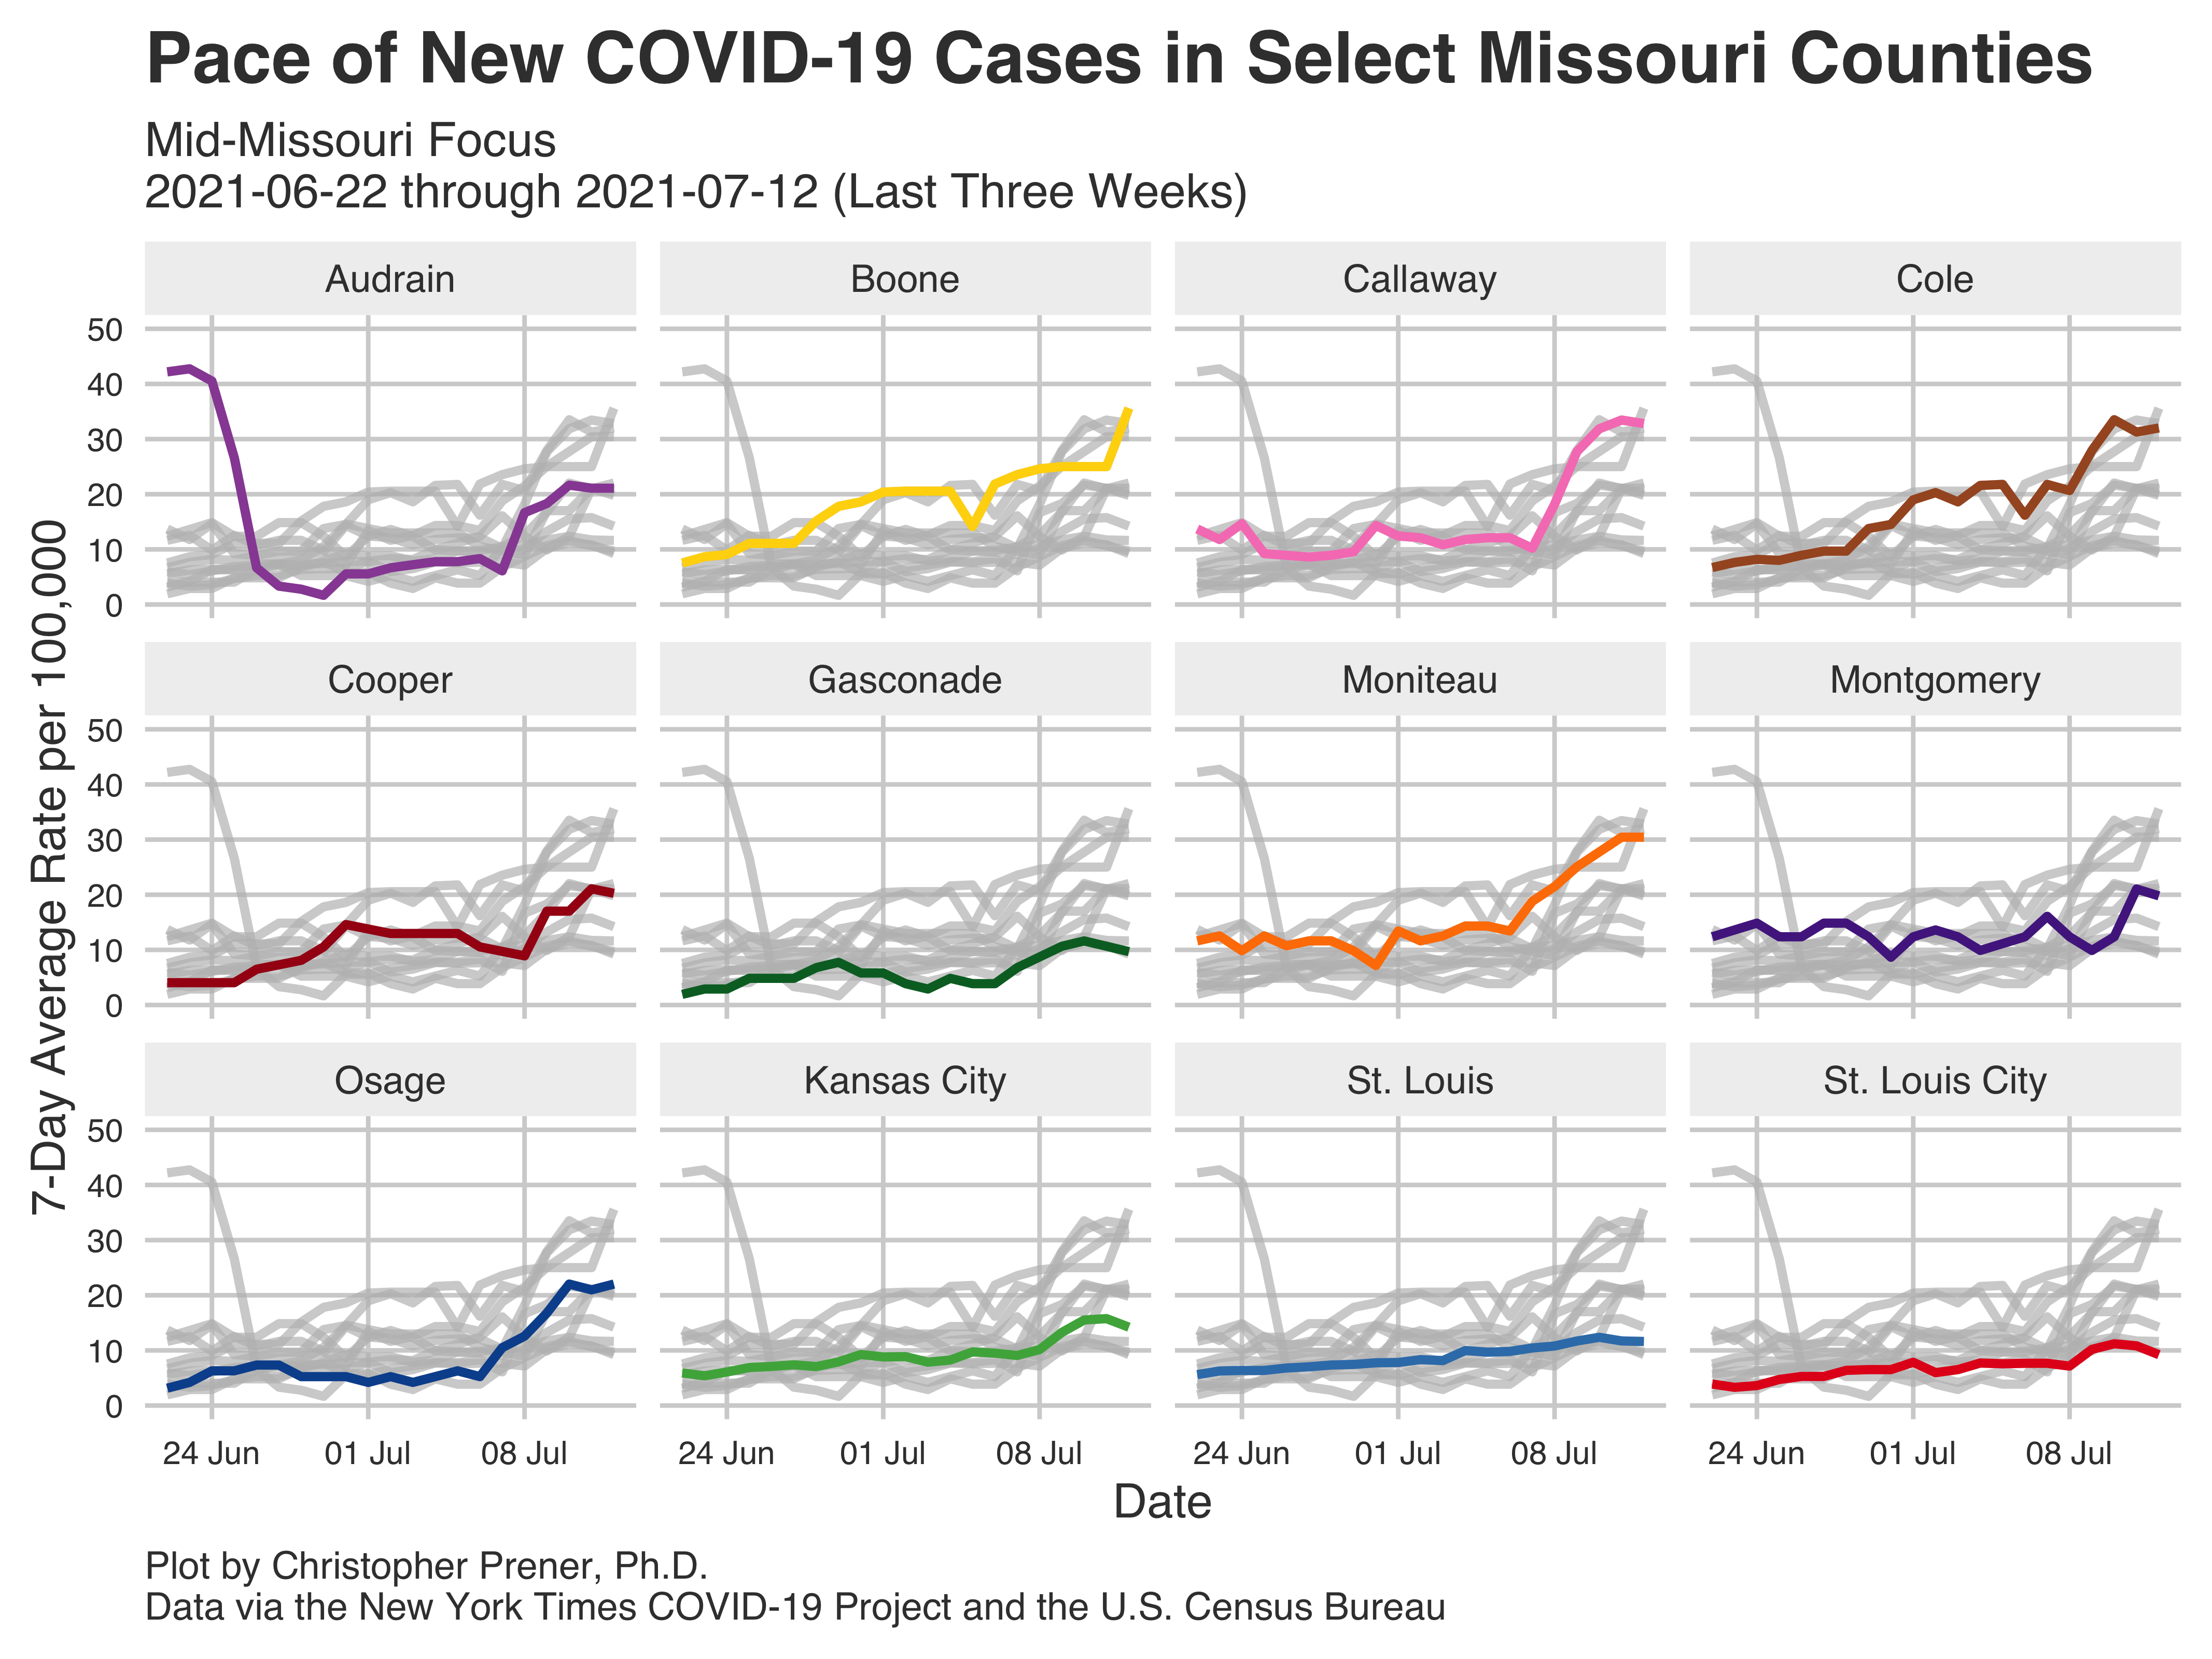 Pace of New COVID-19 Cases in Select Missouri Counties
Mid-Missouri Focus
2021-06-22 through 2021-07-12 (Last Three Weeks)
7-Day Average Rate per 100,000
Audrain
Boone
Callaway
Cole
50
40
30
20
10
0
Cooper
Gasconade
Moniteau
Montgomery
50
40
30
20
10
0
Osage
Kansas City
St. Louis
St. Louis City
50
40
30
20
10
0
24 Jun 01 Jul 08 Jul
24 Jun 01 Jul 08 Jul
24 Jun 01 Jul 08 Jul
24 Jun 01 Jul 08 Jul
Date
Plot by Christopher Prener, Ph.D.
Data via the New York Times COVID-19 Project and the U.S. Census Bureau